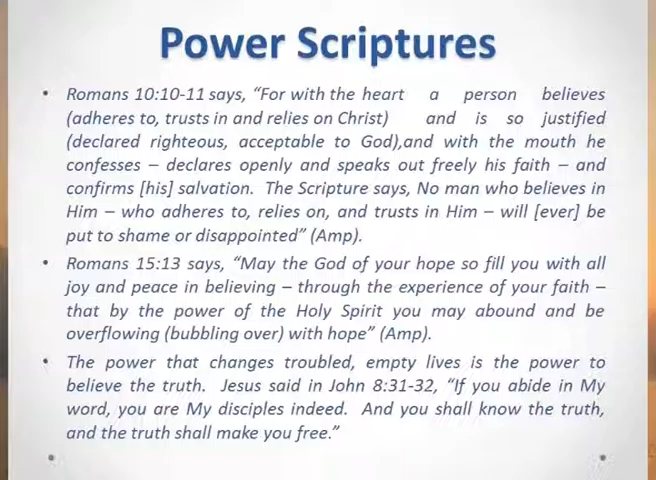 Power Scriptures
• Romans 10:10-11 says, “For with the heart a person believes
(adheres to, trusts in and relies on Christ) and is so justified
(declared righteous, acceptable to God),and with the mouth he
confesses – declares openly and speaks out freely his faith – and
confirms [his] salvation. The Scripture says, No man who believes in
Him – who adheres to, relies on, and trusts in Him – will [ever] be
put to shame or disappointed” (Amp).
• Romans 15:13 says, “May the God of your hope so fill you with all
joy and peace in believing – through the experience of your faith –
that by the power of the Holy Spirit you may abound and be
overflowing (bubbling over) with hope” (Amp).
• The power that changes troubled, empty lives is the power to
believe the truth. Jesus said in John 8:31-32, “If you abide in My
word, you are My disciples indeed. And you shall know the truth,
and the truth shall make you free.”